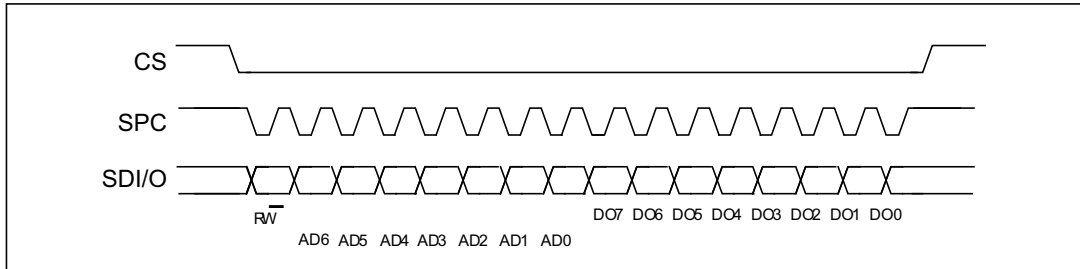 CS
SPC
SDI/O
RW
DO7 DO6 DO5 DO4 DO3 DO2 DO1 DO0
AD6 AD5 AD4 AD3 AD2 AD1 AD0